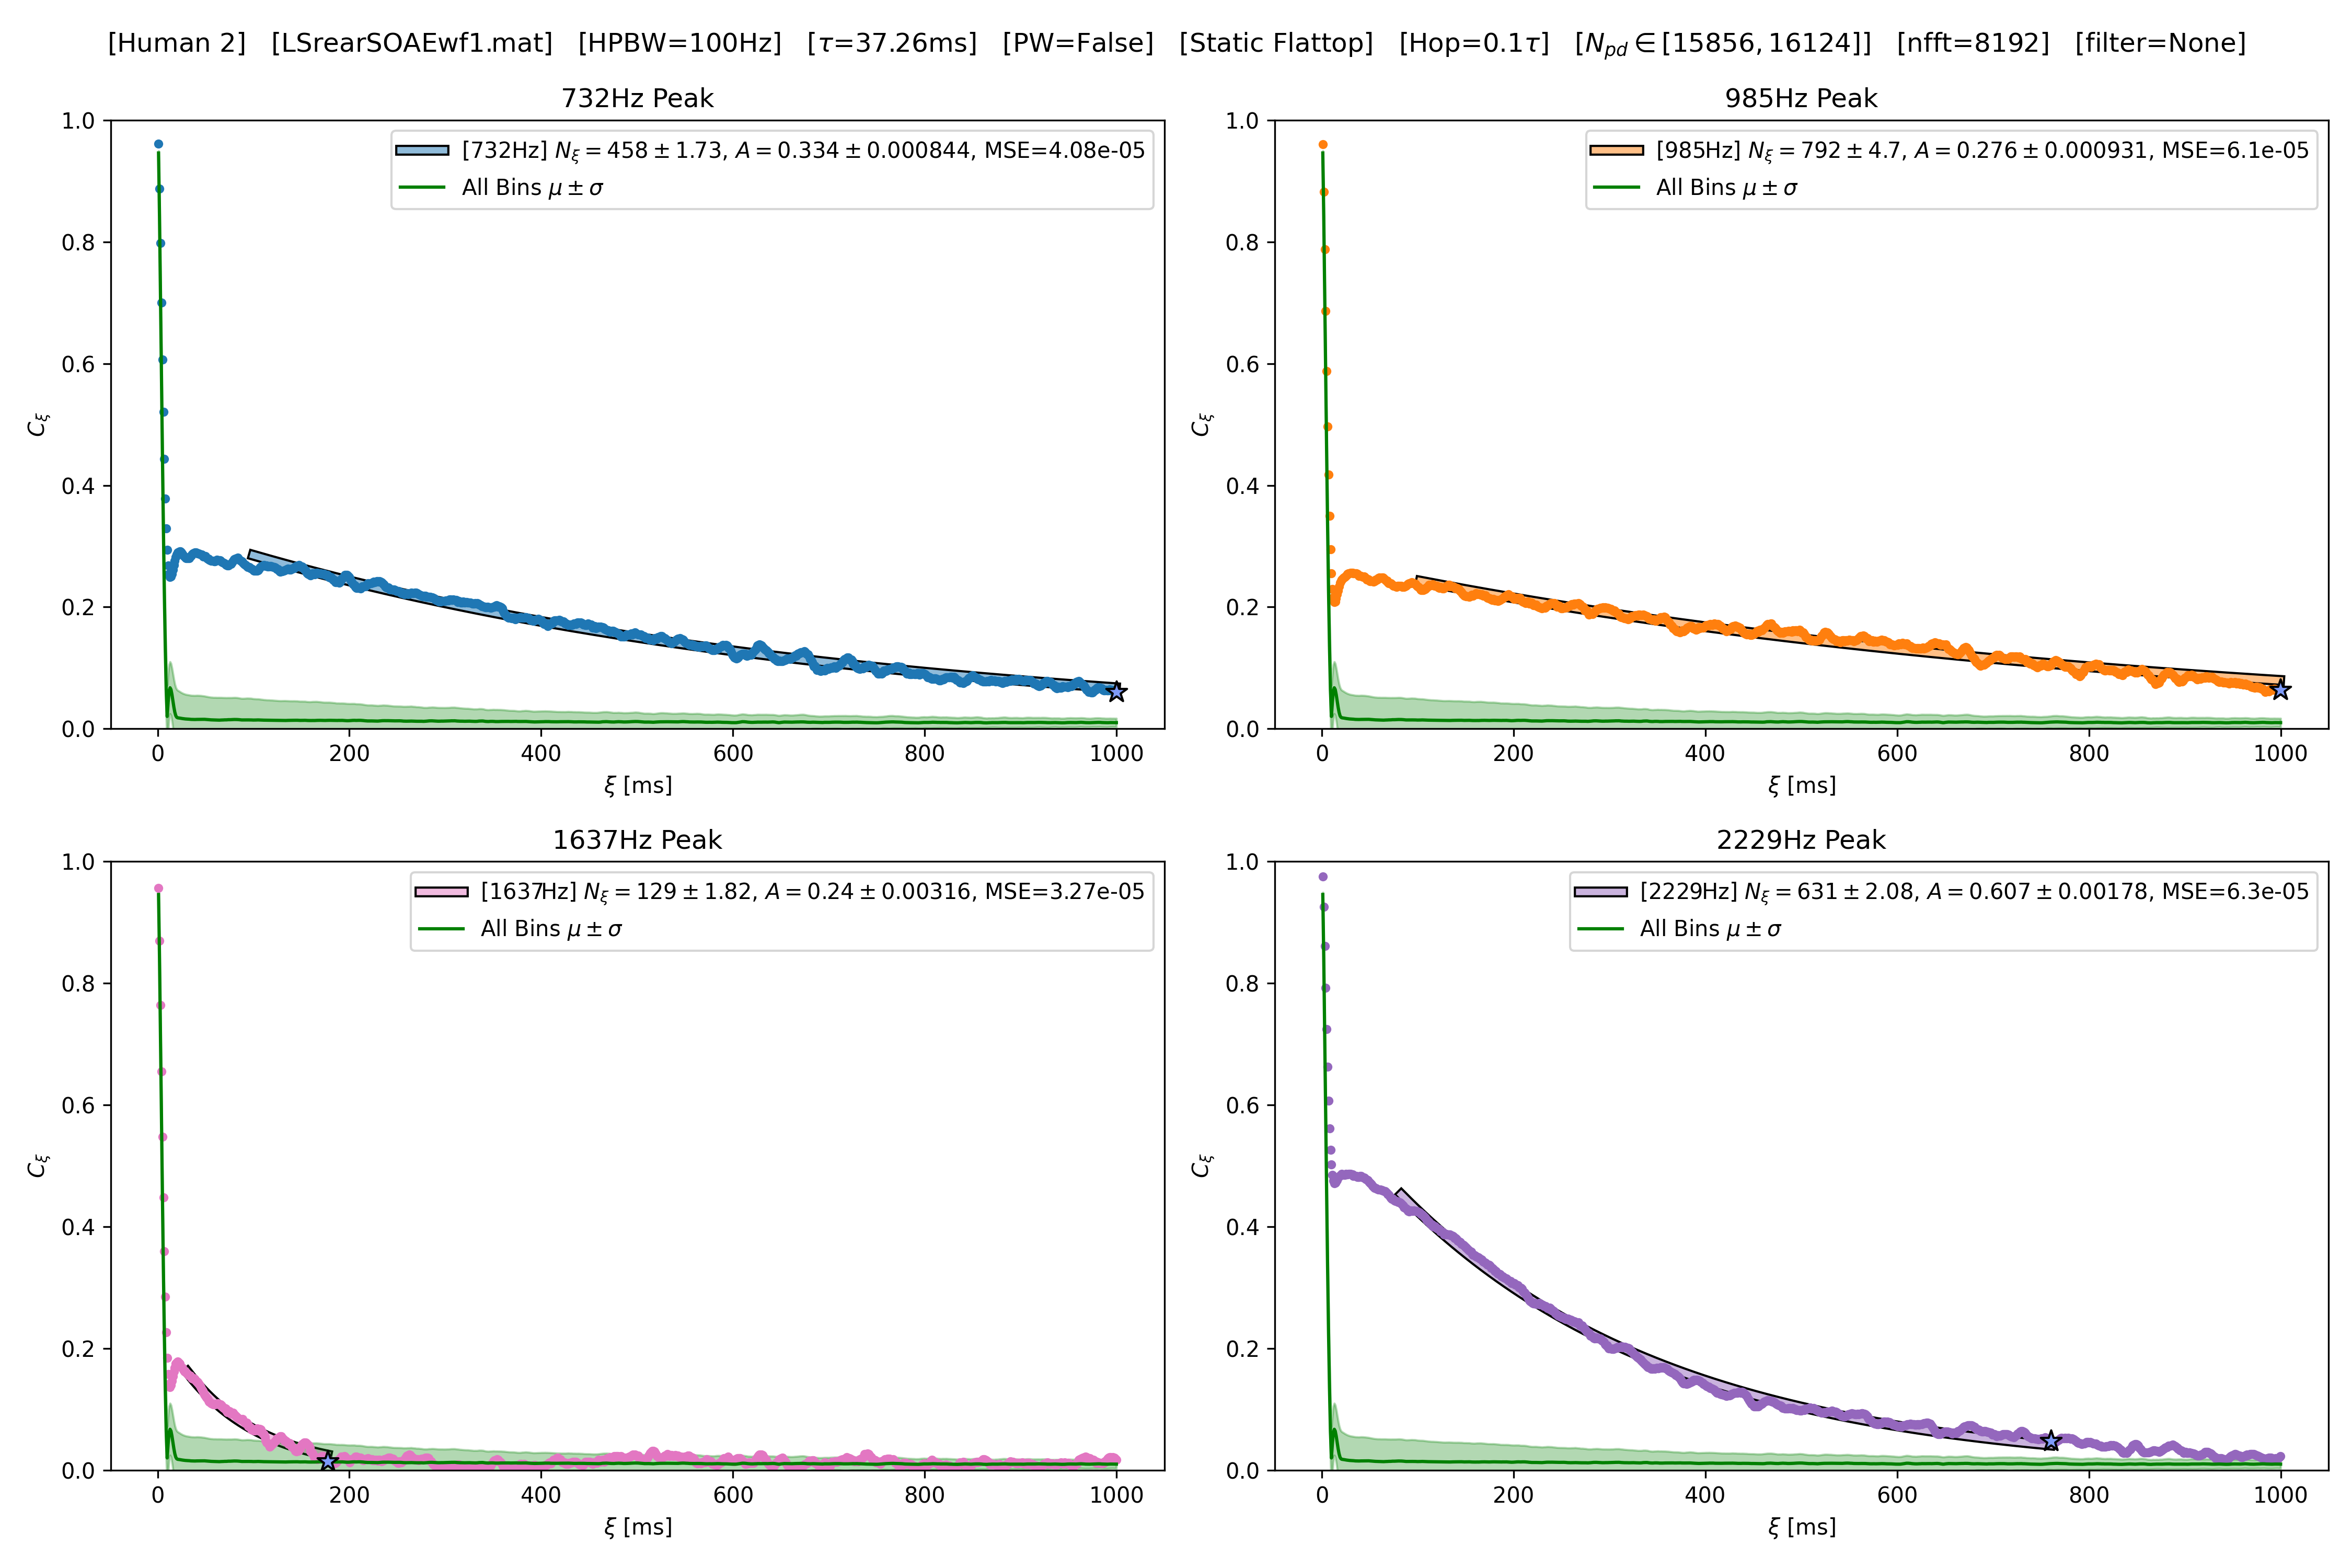 [Human 2] [LSrearSOAEwf1.mat] [HPBW=100Hz] [τ=37.26ms] [PW=False] [Static Flattop] [Hop=0.1τ] [N_pd ∈ [15856, 16124]] [nfft=8192] [filter=None]
732Hz Peak
[732Hz] N_ξ = 458 ± 1.73, A = 0.334 ± 0.000844, MSE=4.08e-05
All Bins μ ± σ
1.0
0.8
0.6
0.4
0.2
0.0
C_ξ
0 200 400 600 800 1000
ξ [ms]
985Hz Peak
[985Hz] N_ξ = 792 ± 4.7, A = 0.276 ± 0.000931, MSE=6.1e-05
All Bins μ ± σ
1.0
0.8
0.6
0.4
0.2
0.0
C_ξ
0 200 400 600 800 1000
ξ [ms]
1637Hz Peak
[1637Hz] N_ξ = 129 ± 1.82, A = 0.24 ± 0.00316, MSE=3.27e-05
All Bins μ ± σ
1.0
0.8
0.6
0.4
0.2
0.0
C_ξ
0 200 400 600 800 1000
ξ [ms]
2229Hz Peak
[2229Hz] N_ξ = 631 ± 2.08, A = 0.607 ± 0.00178, MSE=6.3e-05
All Bins μ ± σ
1.0
0.8
0.6
0.4
0.2
0.0
C_ξ
0 200 400 600 800 1000
ξ [ms]